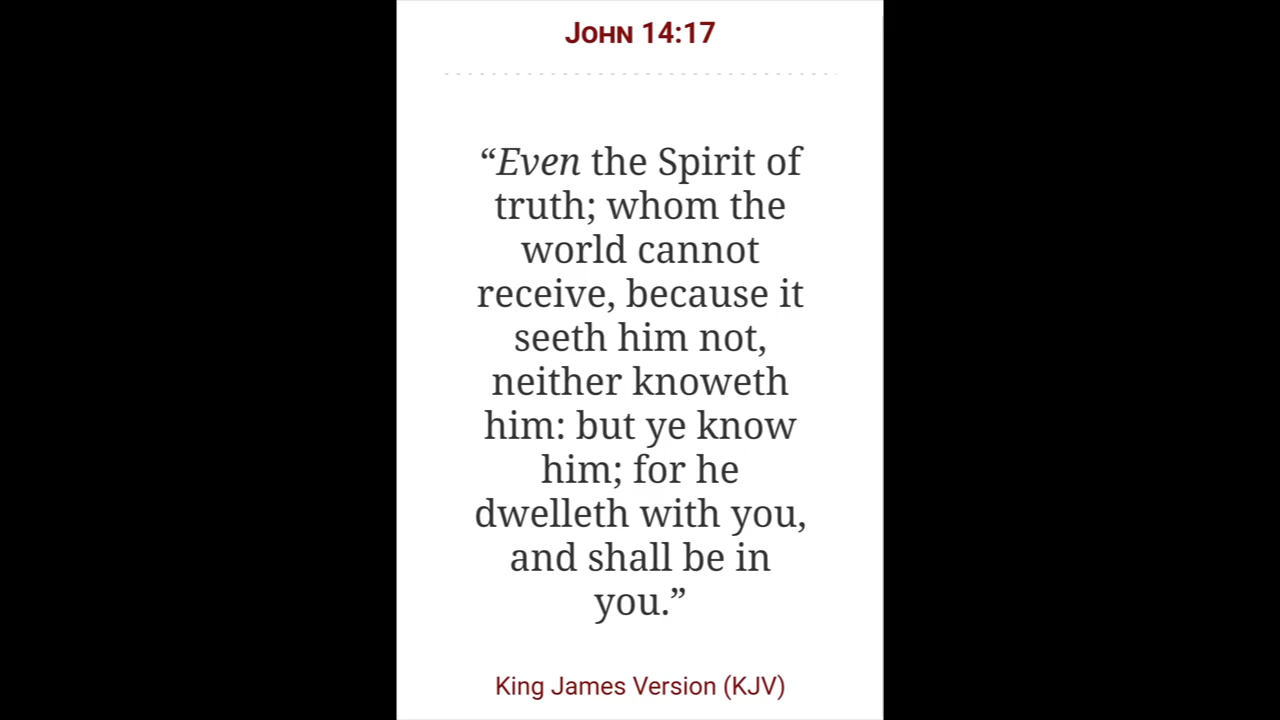 John 14:17
“Even the Spirit of
truth; whom the
world cannot
receive, because it
seeth him not,
neither knoweth
him: but ye know
him; for he
dwelleth with you,
and shall be in
you.”
King James Version (KJV)